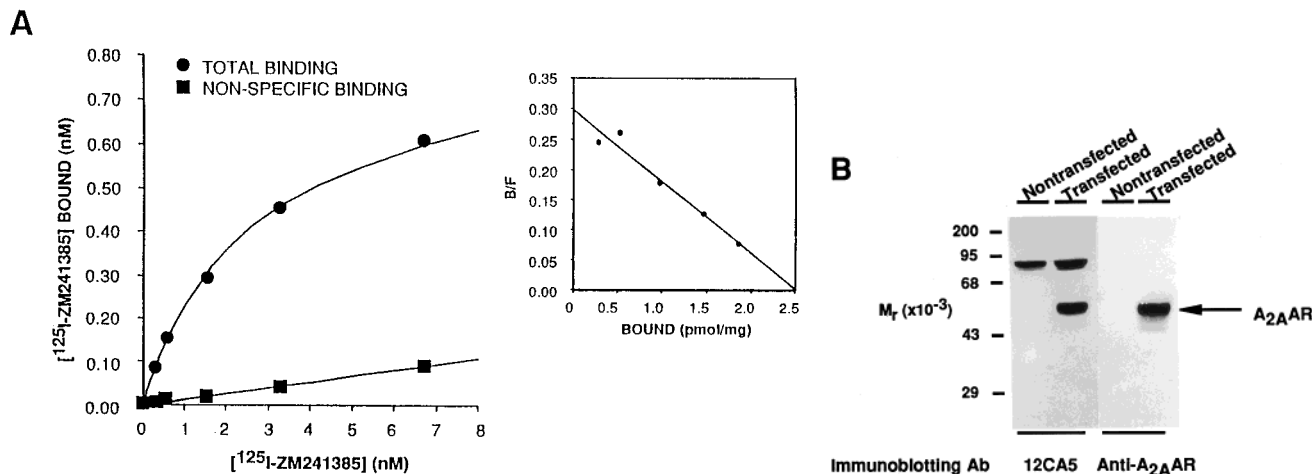 A
0.80
0.70
0.60
0.50
0.40
0.30
0.20
0.10
0.00
[125I-ZM241385] BOUND (nM)
● TOTAL BINDING
■ NON-SPECIFIC BINDING
0 1 2 3 4 5 6 7 8
[125I-ZM241385] (nM)
0.35
0.30
0.25
0.20
0.15
0.10
0.05
0.00
B/F
0 0.5 1.0 1.5 2.0 2.5
BOUND (pmol/mg)
B
Nontransfected
Transfected
Nontransfected
Transfected
200
95
68
Mr (x10-3)
43
29
A2AAR
Immunoblotting Ab 12CA5 Anti-A2AAR